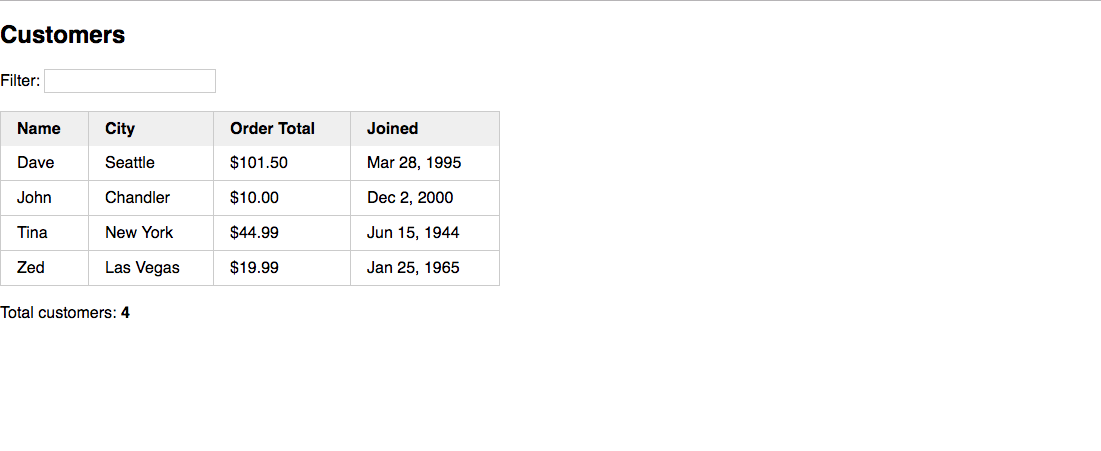 Customers
Filter:
Name City Order Total Joined
Dave Seattle $101.50 Mar 28, 1995
John Chandler $10.00 Dec 2, 2000
Tina New York $44.99 Jun 15, 1944
Zed Las Vegas $19.99 Jan 25, 1965
Total customers: 4